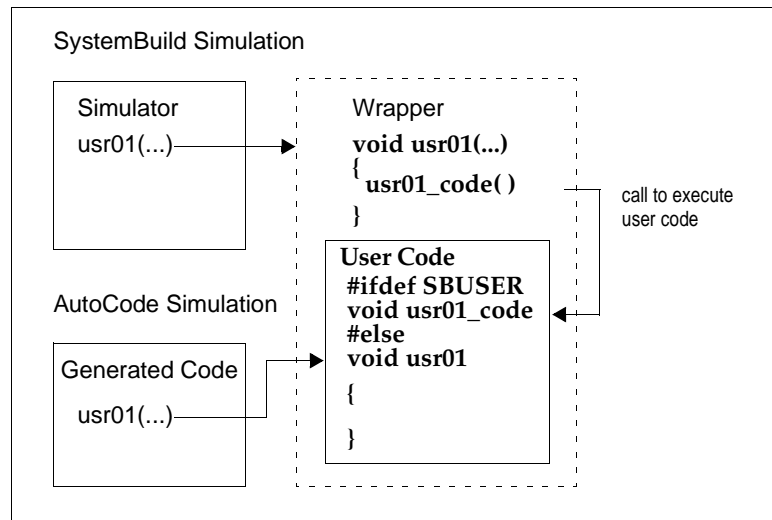 SystemBuild Simulation
Simulator
usr01(...)
Wrapper
void usr01(...)
{
usr01_code( )
}
call to execute
user code
User Code
#ifdef SBUSER
void usr01_code
#else
void usr01
{
}
AutoCode Simulation
Generated Code
usr01(...)